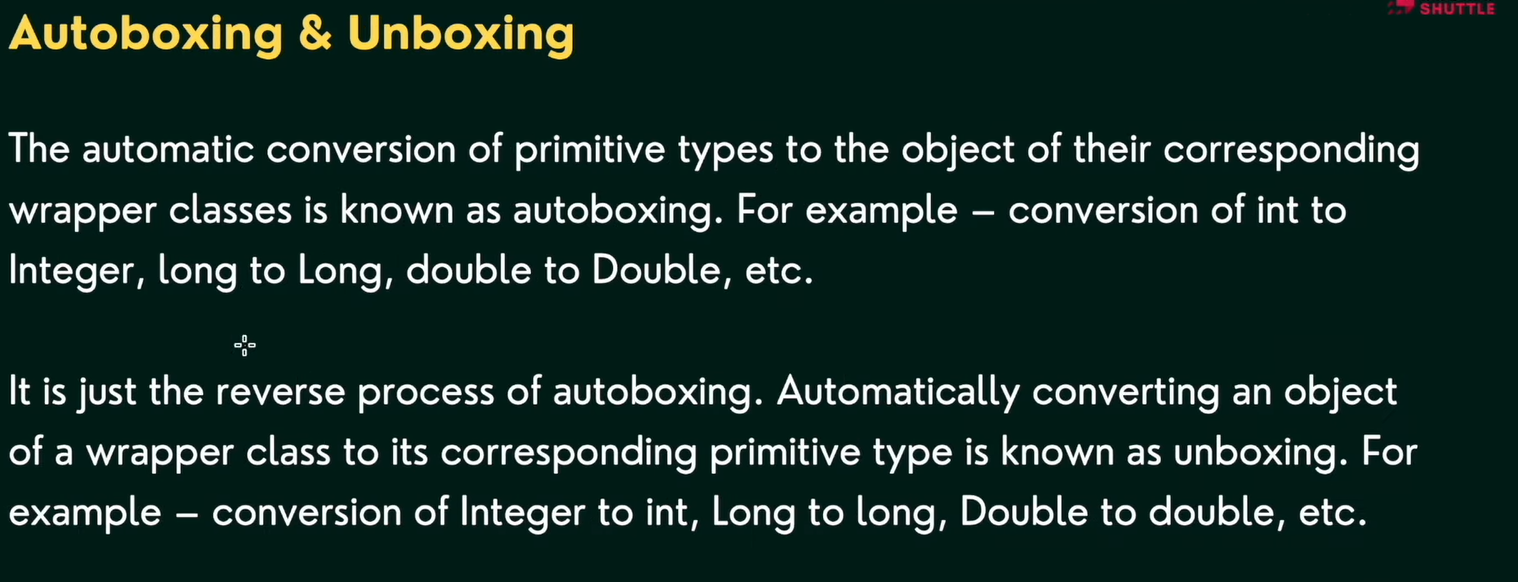 SHUTTLE
Autoboxing & Unboxing
The automatic conversion of primitive types to the object of their corresponding
wrapper classes is known as autoboxing. For example – conversion of int to
Integer, long to Long, double to Double, etc.
It is just the reverse process of autoboxing. Automatically converting an object
of a wrapper class to its corresponding primitive type is known as unboxing. For
example – conversion of Integer to int, Long to long, Double to double, etc.